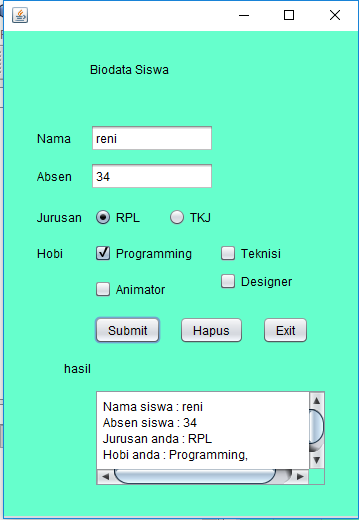 Biodata Siswa
Nama reni
Absen 34
Jurusan RPL TKJ
Hobi Programming Teknisi
Animator Designer
Submit Hapus Exit
hasil
Nama siswa : reni
Absen siswa : 34
Jurusan anda : RPL
Hobi anda : Programming,